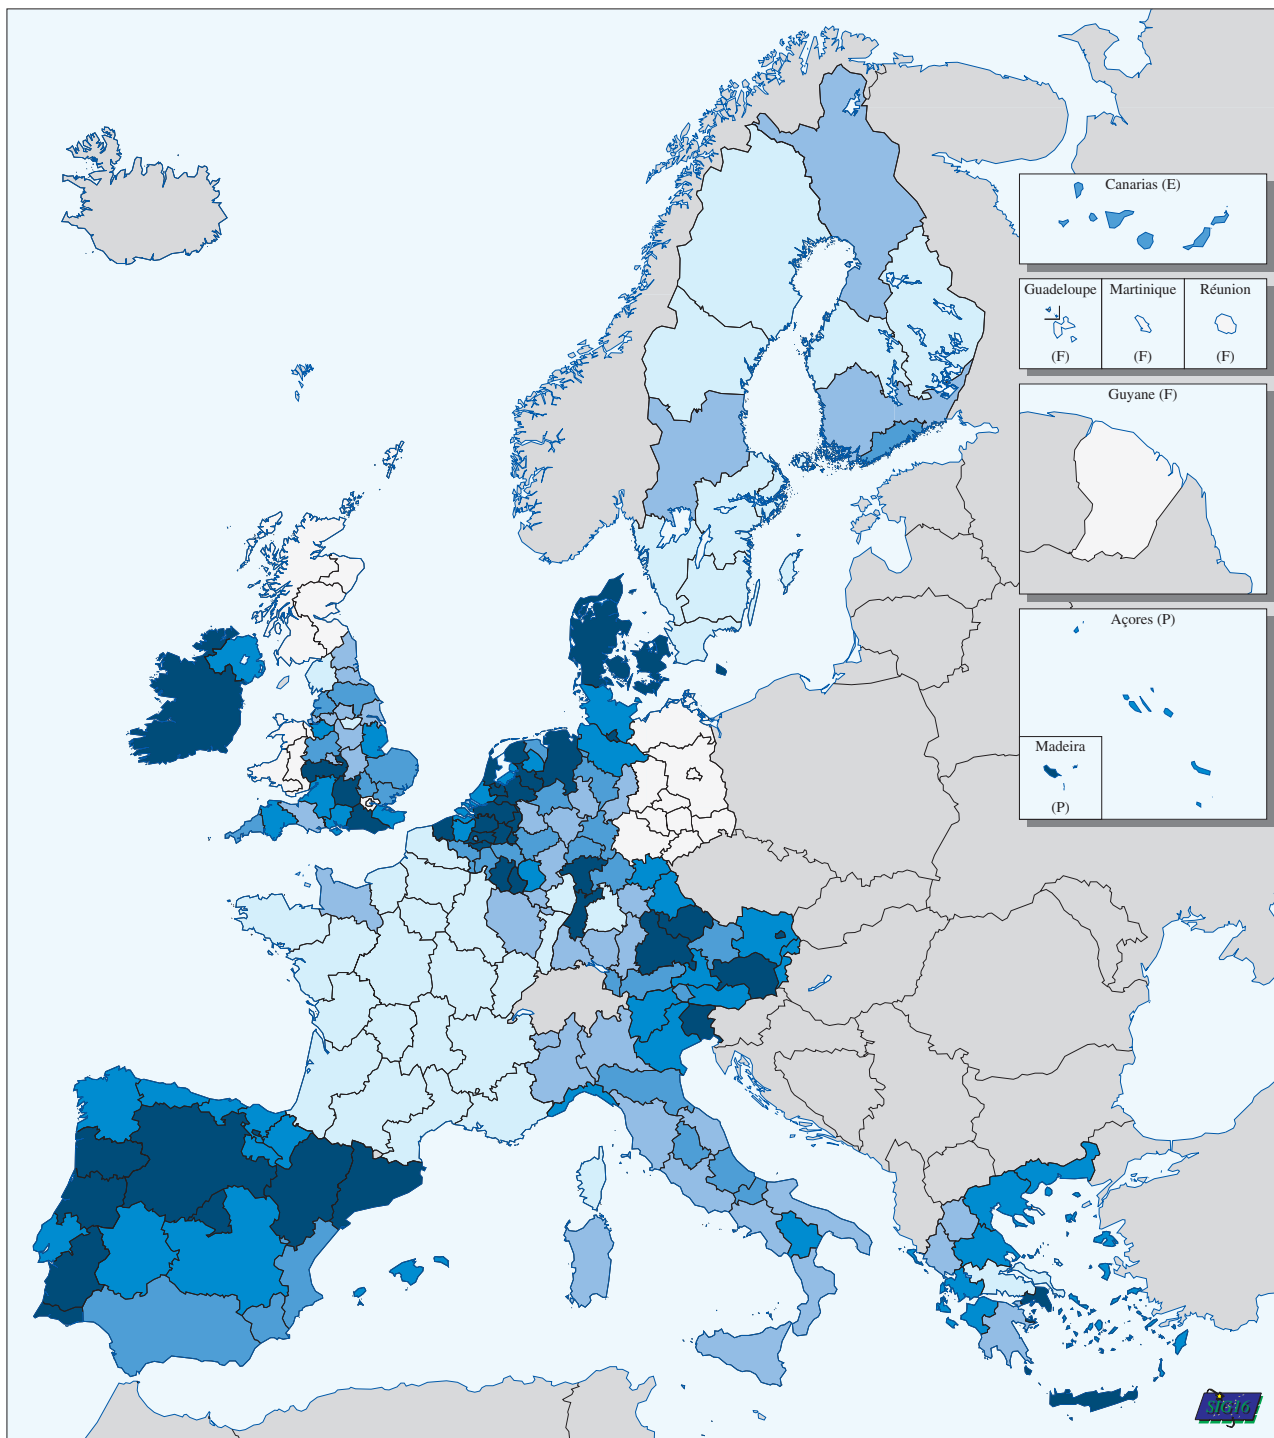 Canarias (E)
Guadeloupe
Martinique
Réunion
(F)
(F)
(F)
Guyane (F)
Açores (P)
Madeira
(P)
SIG16